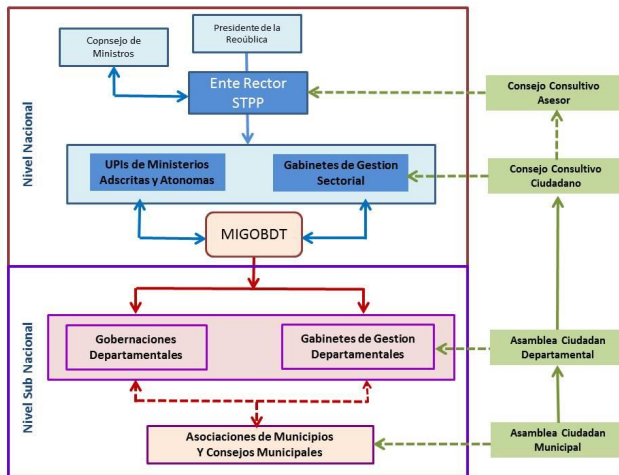 Presidente de la
Reoública
Copnsejo de
Ministros
Ente Rector
STPP
Consejo Consultivo
Asesor
Nivel Nacional
UPIs de Ministerios
Adscritas y Atonomas
Gabinetes de Gestion
Sectorial
Consejo Consultivo
Ciudadano
MIGOBDT
Nivel Sub Nacional
Gobernaciones
Departamentales
Gabinetes de Gestion
Departamentales
Asamblea Ciudadan
Departamental
Asociaciones de Municipios
Y Consejos Municipales
Asamblea Ciudadan
Municipal